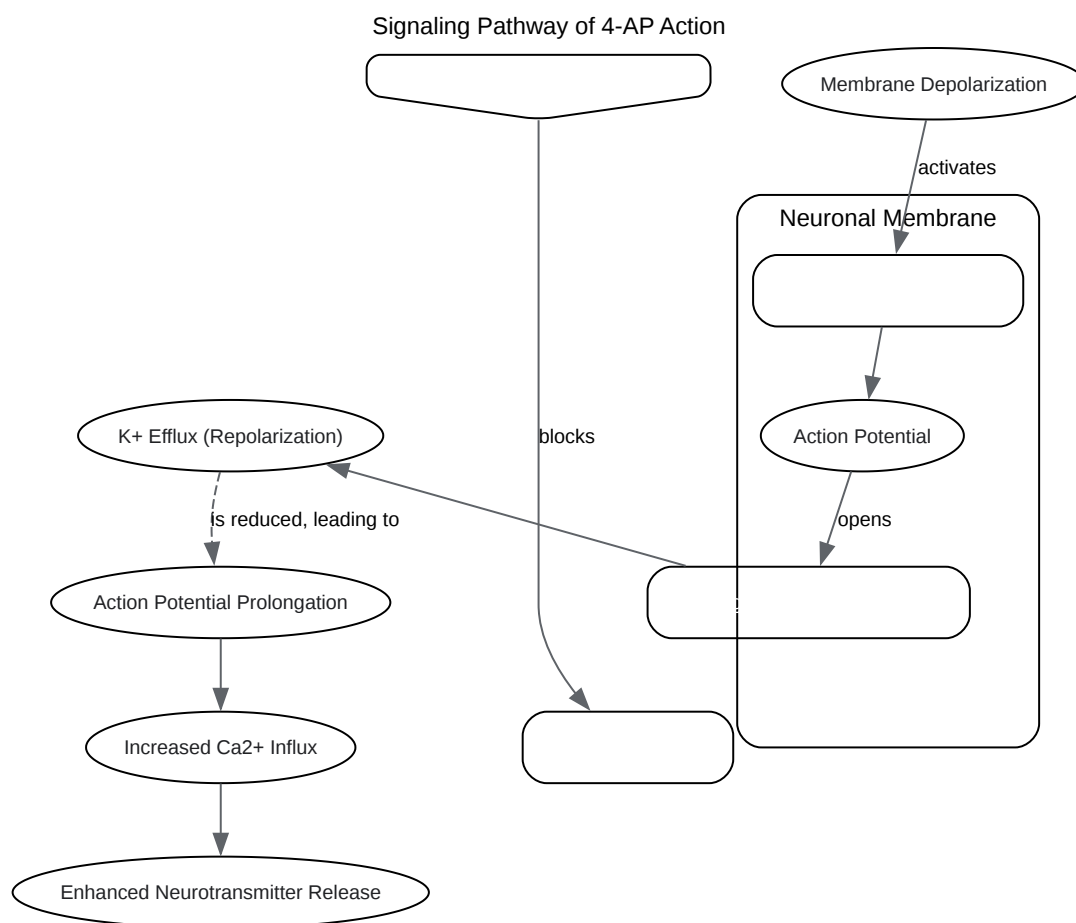 Signaling Pathway of 4-AP Action
Membrane Depolarization
activates
Neuronal Membrane
K+ Efflux (Repolarization)
blocks
Action Potential
is reduced, leading to
opens
Action Potential Prolongation
Increased Ca2+ Influx
Enhanced Neurotransmitter Release